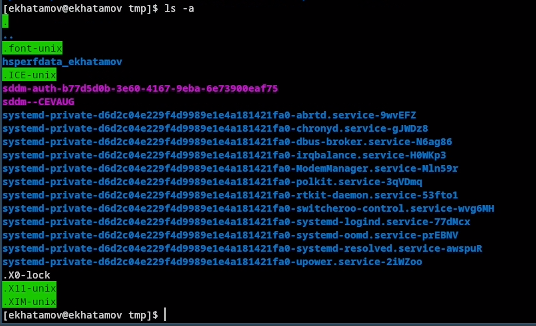 [ekhatamov@ekhatamov tmp]$ ls -a
.
..
.font-unix
hsperfdata_ekhatamov
.ICE-unix
sddm-auth-b77d5d0b-3e60-4167-9eba-6e73900eaf75
sddm--CEVAUG
systemd-private-d6d2c04e229f4d9989e1e4a181421fa0-abrtd.service-9wvEFZ
systemd-private-d6d2c04e229f4d9989e1e4a181421fa0-chronyd.service-gJWDz8
systemd-private-d6d2c04e229f4d9989e1e4a181421fa0-dbus-broker.service-N6ag86
systemd-private-d6d2c04e229f4d9989e1e4a181421fa0-irqbalance.service-H0WKp3
systemd-private-d6d2c04e229f4d9989e1e4a181421fa0-ModemManager.service-Mln59r
systemd-private-d6d2c04e229f4d9989e1e4a181421fa0-polkit.service-3qVDmq
systemd-private-d6d2c04e229f4d9989e1e4a181421fa0-rtkit-daemon.service-53fto1
systemd-private-d6d2c04e229f4d9989e1e4a181421fa0-switcheroo-control.service-wvg6MH
systemd-private-d6d2c04e229f4d9989e1e4a181421fa0-systemd-logind.service-77dMcx
systemd-private-d6d2c04e229f4d9989e1e4a181421fa0-systemd-oomd.service-prEBNV
systemd-private-d6d2c04e229f4d9989e1e4a181421fa0-systemd-resolved.service-awspuR
systemd-private-d6d2c04e229f4d9989e1e4a181421fa0-upower.service-2iWZoo
.X0-lock
.X11-unix
.XIM-unix
[ekhatamov@ekhatamov tmp]$